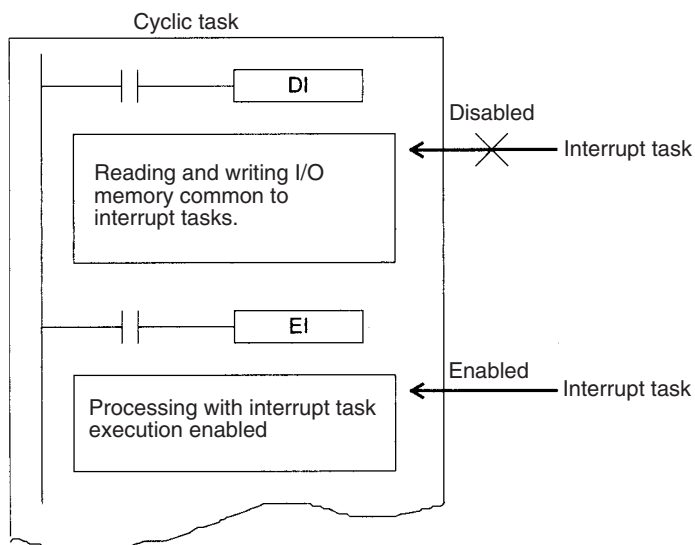 Cyclic task
DI
Disabled
Interrupt task
Reading and writing I/O
memory common to
interrupt tasks.
EI
Enabled
Interrupt task
Processing with interrupt task
execution enabled